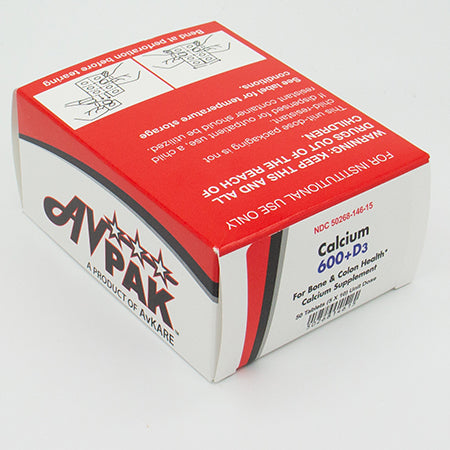 Bend at perforation before tearing
FOR INSTITUTIONAL USE ONLY
WARNING: KEEP THIS AND ALL
DRUGS OUT OF THE REACH OF
CHILDREN.
This unit-dose packaging is not
child-resistant.
If dispensed for outpatient use a child
resistant container should be utilized.
See label for temperature storage
conditions.
AVPAK
A PRODUCT OF AvKARE™
NDC 50268-146-15
Calcium
600+D3
For Bone & Colon Health*
Calcium Supplement
50 Tablets (5 X 10) Unit Dose